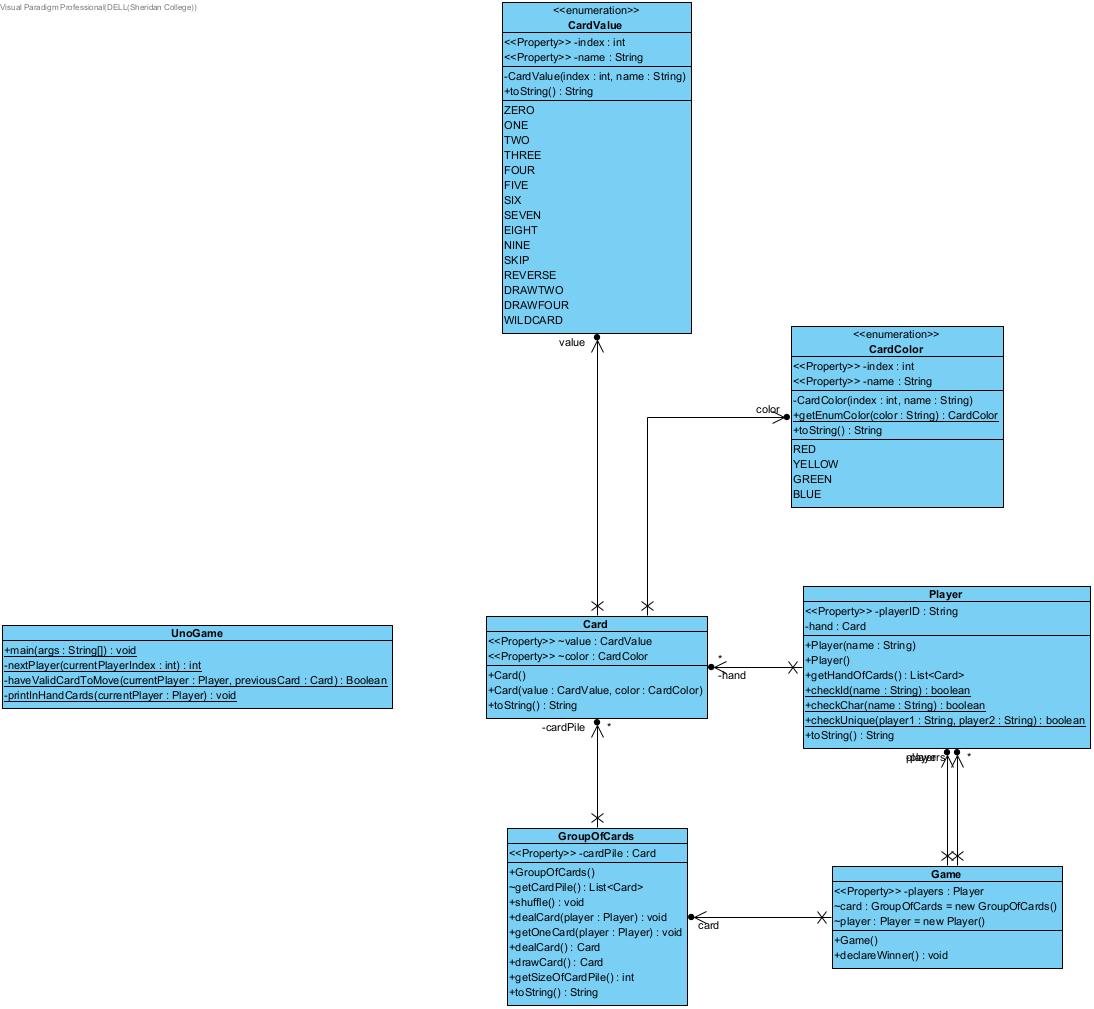 Visual Paradigm Professional(DELL(Sheridan College))
<<enumeration>>
CardValue
<<Property>> -index : int
<<Property>> -name : String
-CardValue(index : int, name : String)
+toString() : String
ZERO
ONE
TWO
THREE
FOUR
FIVE
SIX
SEVEN
EIGHT
NINE
SKIP
REVERSE
DRAWTWO
DRAWFOUR
WILDCARD
value
<<enumeration>>
CardColor
<<Property>> -index : int
<<Property>> -name : String
-CardColor(index : int, name : String)
+getEnumColor(color : String) : CardColor
+toString() : String
RED
YELLOW
GREEN
BLUE
color
UnoGame
+main(args : String[]) : void
-nextPlayer(currentPlayerIndex : int) : int
-haveValidCardToMove(currentPlayer : Player, previousCard : Card) : Boolean
-printInHandCards(currentPlayer : Player) : void
Card
<<Property>> ~value : CardValue
<<Property>> ~color : CardColor
+Card()
+Card(value : CardValue, color : CardColor)
+toString() : String
*
-hand
Player
<<Property>> -playerID : String
-hand : Card
+Player(name : String)
+Player()
+getHandOfCards() : List<Card>
+checkId(name : String) : boolean
+checkChar(name : String) : boolean
+checkUnique(player1 : String, player2 : String) : boolean
+toString() : String
-cardPile *
*
GroupOfCards
<<Property>> -cardPile : Card
+GroupOfCards()
~getCardPile() : List<Card>
+shuffle() : void
+dealCard(player : Player) : void
+getOneCard(player : Player) : void
+dealCard() : Card
+drawCard() : Card
+getSizeOfCardPile() : int
+toString() : String
card
Game
<<Property>> -players : Player
~card : GroupOfCards = new GroupOfCards()
~player : Player = new Player()
+Game()
+declareWinner() : void